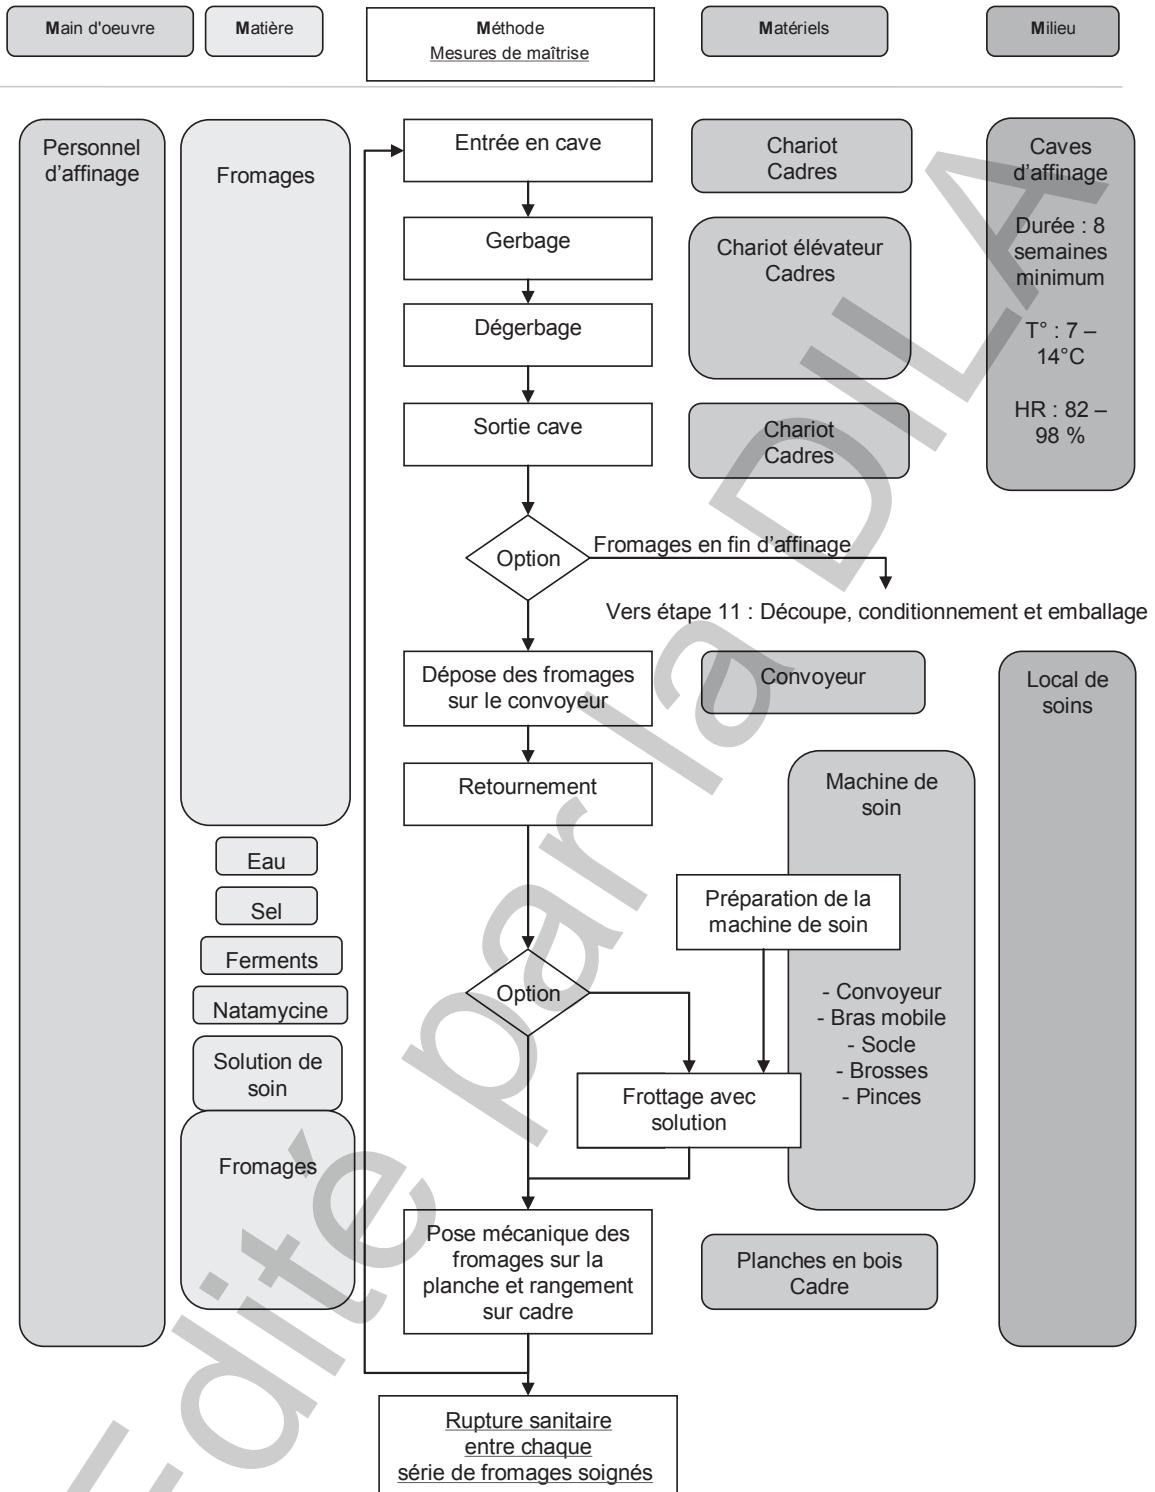 Main d'oeuvre
Matière
Méthode
Mesures de maîtrise
Matériels
Milieu
Personnel
d'affinage
Fromages
Entrée en cave
Chariot
Cadres
Caves
d'affinage
Durée : 8
semaines
minimum
T° : 7 –
14°C
HR : 82 –
98 %
Gerbage
Chariot élévateur
Cadres
Dégerbage
Sortie cave
Chariot
Cadres
Option
Fromages en fin d'affinage
Vers étape 11 : Découpe, conditionnement et emballage
Dépose des fromages
sur le convoyeur
Convoyeur
Local de
soins
Retournement
Machine de
soin
Eau
Sel
Ferments
Natamycine
Solution de
soin
Fromages
Préparation de la
machine de soin
Option
- Convoyeur
- Bras mobile
- Socle
- Brosses
- Pinces
Frottage avec
solution
Pose mécanique des
fromages sur la
planche et rangement
sur cadre
Planches en bois
Cadre
Rupture sanitaire
entre chaque
série de fromages soignés
Edité par la DILA